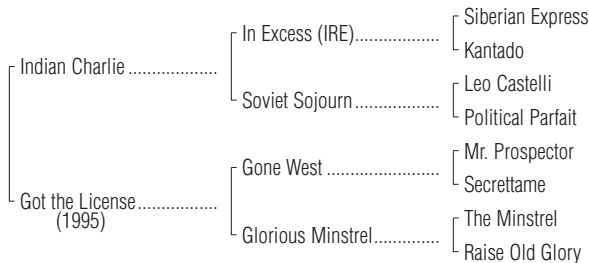 Siberian Express
In Excess (IRE)..................
Kantado
Indian Charlie ...................
Leo Castelli
Soviet Sojourn ..................
Political Parfait
Mr. Prospector
Gone West ........................
Secrettame
Got the License.................
(1995)
The Minstrel
Glorious Minstrel..............
Raise Old Glory